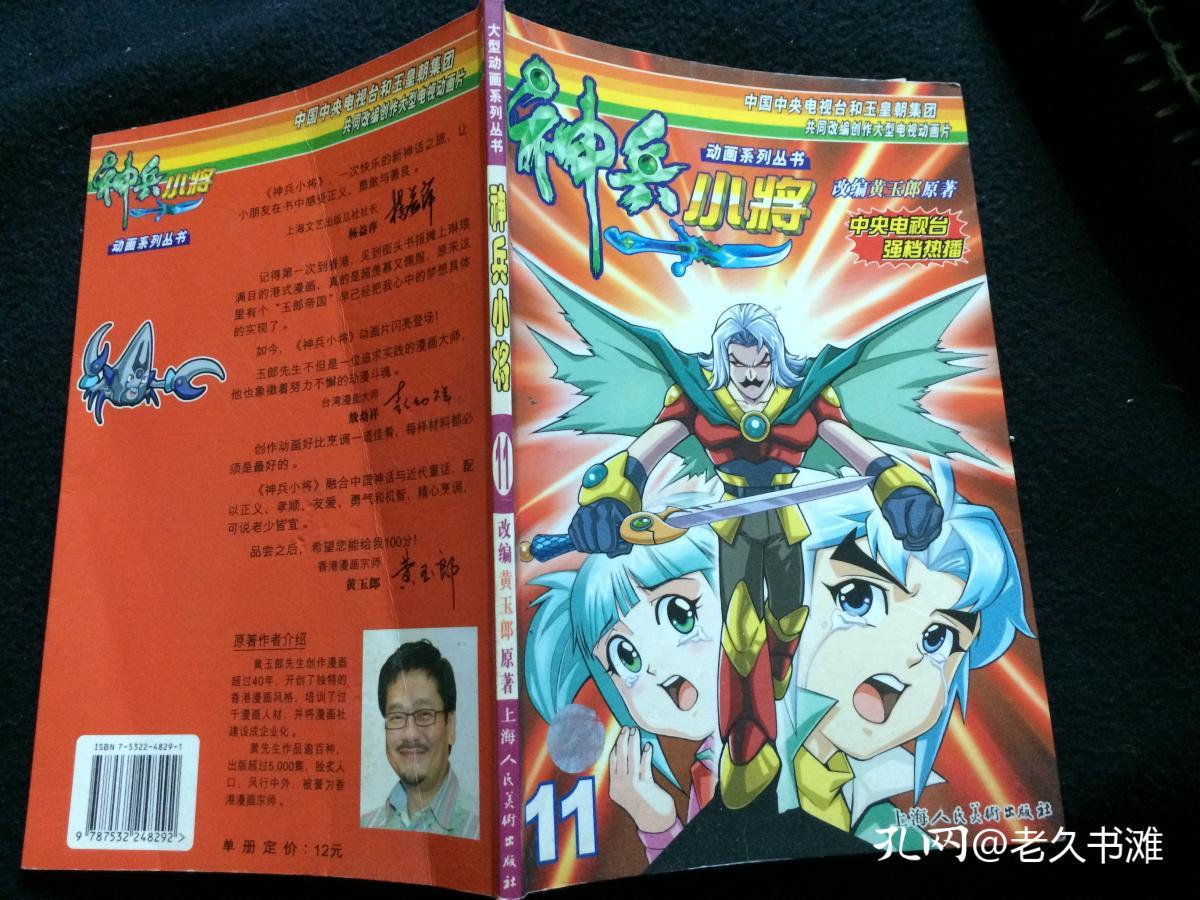 中国中央电视台和玉皇朝集团
共同改编创作大型电视动画片
神兵小将
动画系列丛书
《神兵小将》，一次快乐的新神话之旅，让
小朋友在书中感受正义、勇敢与善良。
上海文艺出版总社社长
杨益萍
杨益萍
记得第一次到香港，见到街头书报摊上琳琅
满目的港式漫画，真的是超羡慕又佩服，原来这
里有个“玉郎帝国”早已经把我心中的梦想具体
的实现了。
如今，《神兵小将》动画片闪亮登场！
玉郎先生不但是一位追求实践的漫画大师，
他也象徵着努力不懈的动漫斗魂。
台湾漫画大师
敖幼祥
敖幼祥
创作动画好比烹调一道佳肴，每样材料都必
须是最好的。
《神兵小将》融合中国神话与近代童话，配
以正义、孝顺、友爱、勇气和机智，精心烹调，
可说老少皆宜。
品尝之后，希望您能给我100分！
香港漫画宗师
黄玉郎
黄玉郎
原著作者介绍
黄玉郎先生创作漫画
超过40年，开创了独特的
香港漫画风格，培训了过
千漫画人材，并将漫画社
建设成企业化。
黄先生作品逾百种，
出版超过5,000集，脍炙人
口，风行中外，被誉为香
港漫画宗师。
ISBN 7-5322-4829-1
9 787532 248292>
单册定价：12元
大型动画系列丛书
神兵小将
11
改编黄玉郎原著
上海人民美术出版社
中国中央电视台和玉皇朝集团
共同改编创作大型电视动画片
神兵小將
动画系列丛书
改编黄玉郎原著
中央电视台
强档热播
11
上海人民美術出版社
孔网@老久书滩